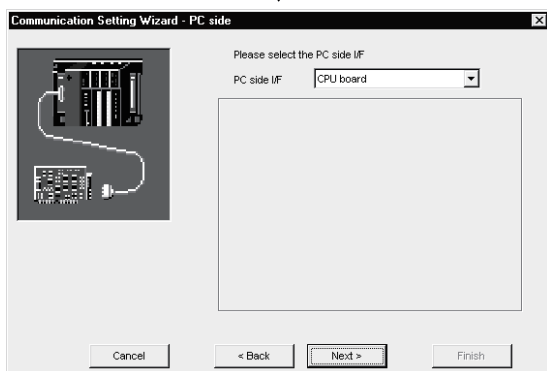 Communication Setting Wizard - PC side
Please select the PC side I/F
PC side I/F CPU board
Cancel < Back Next > Finish